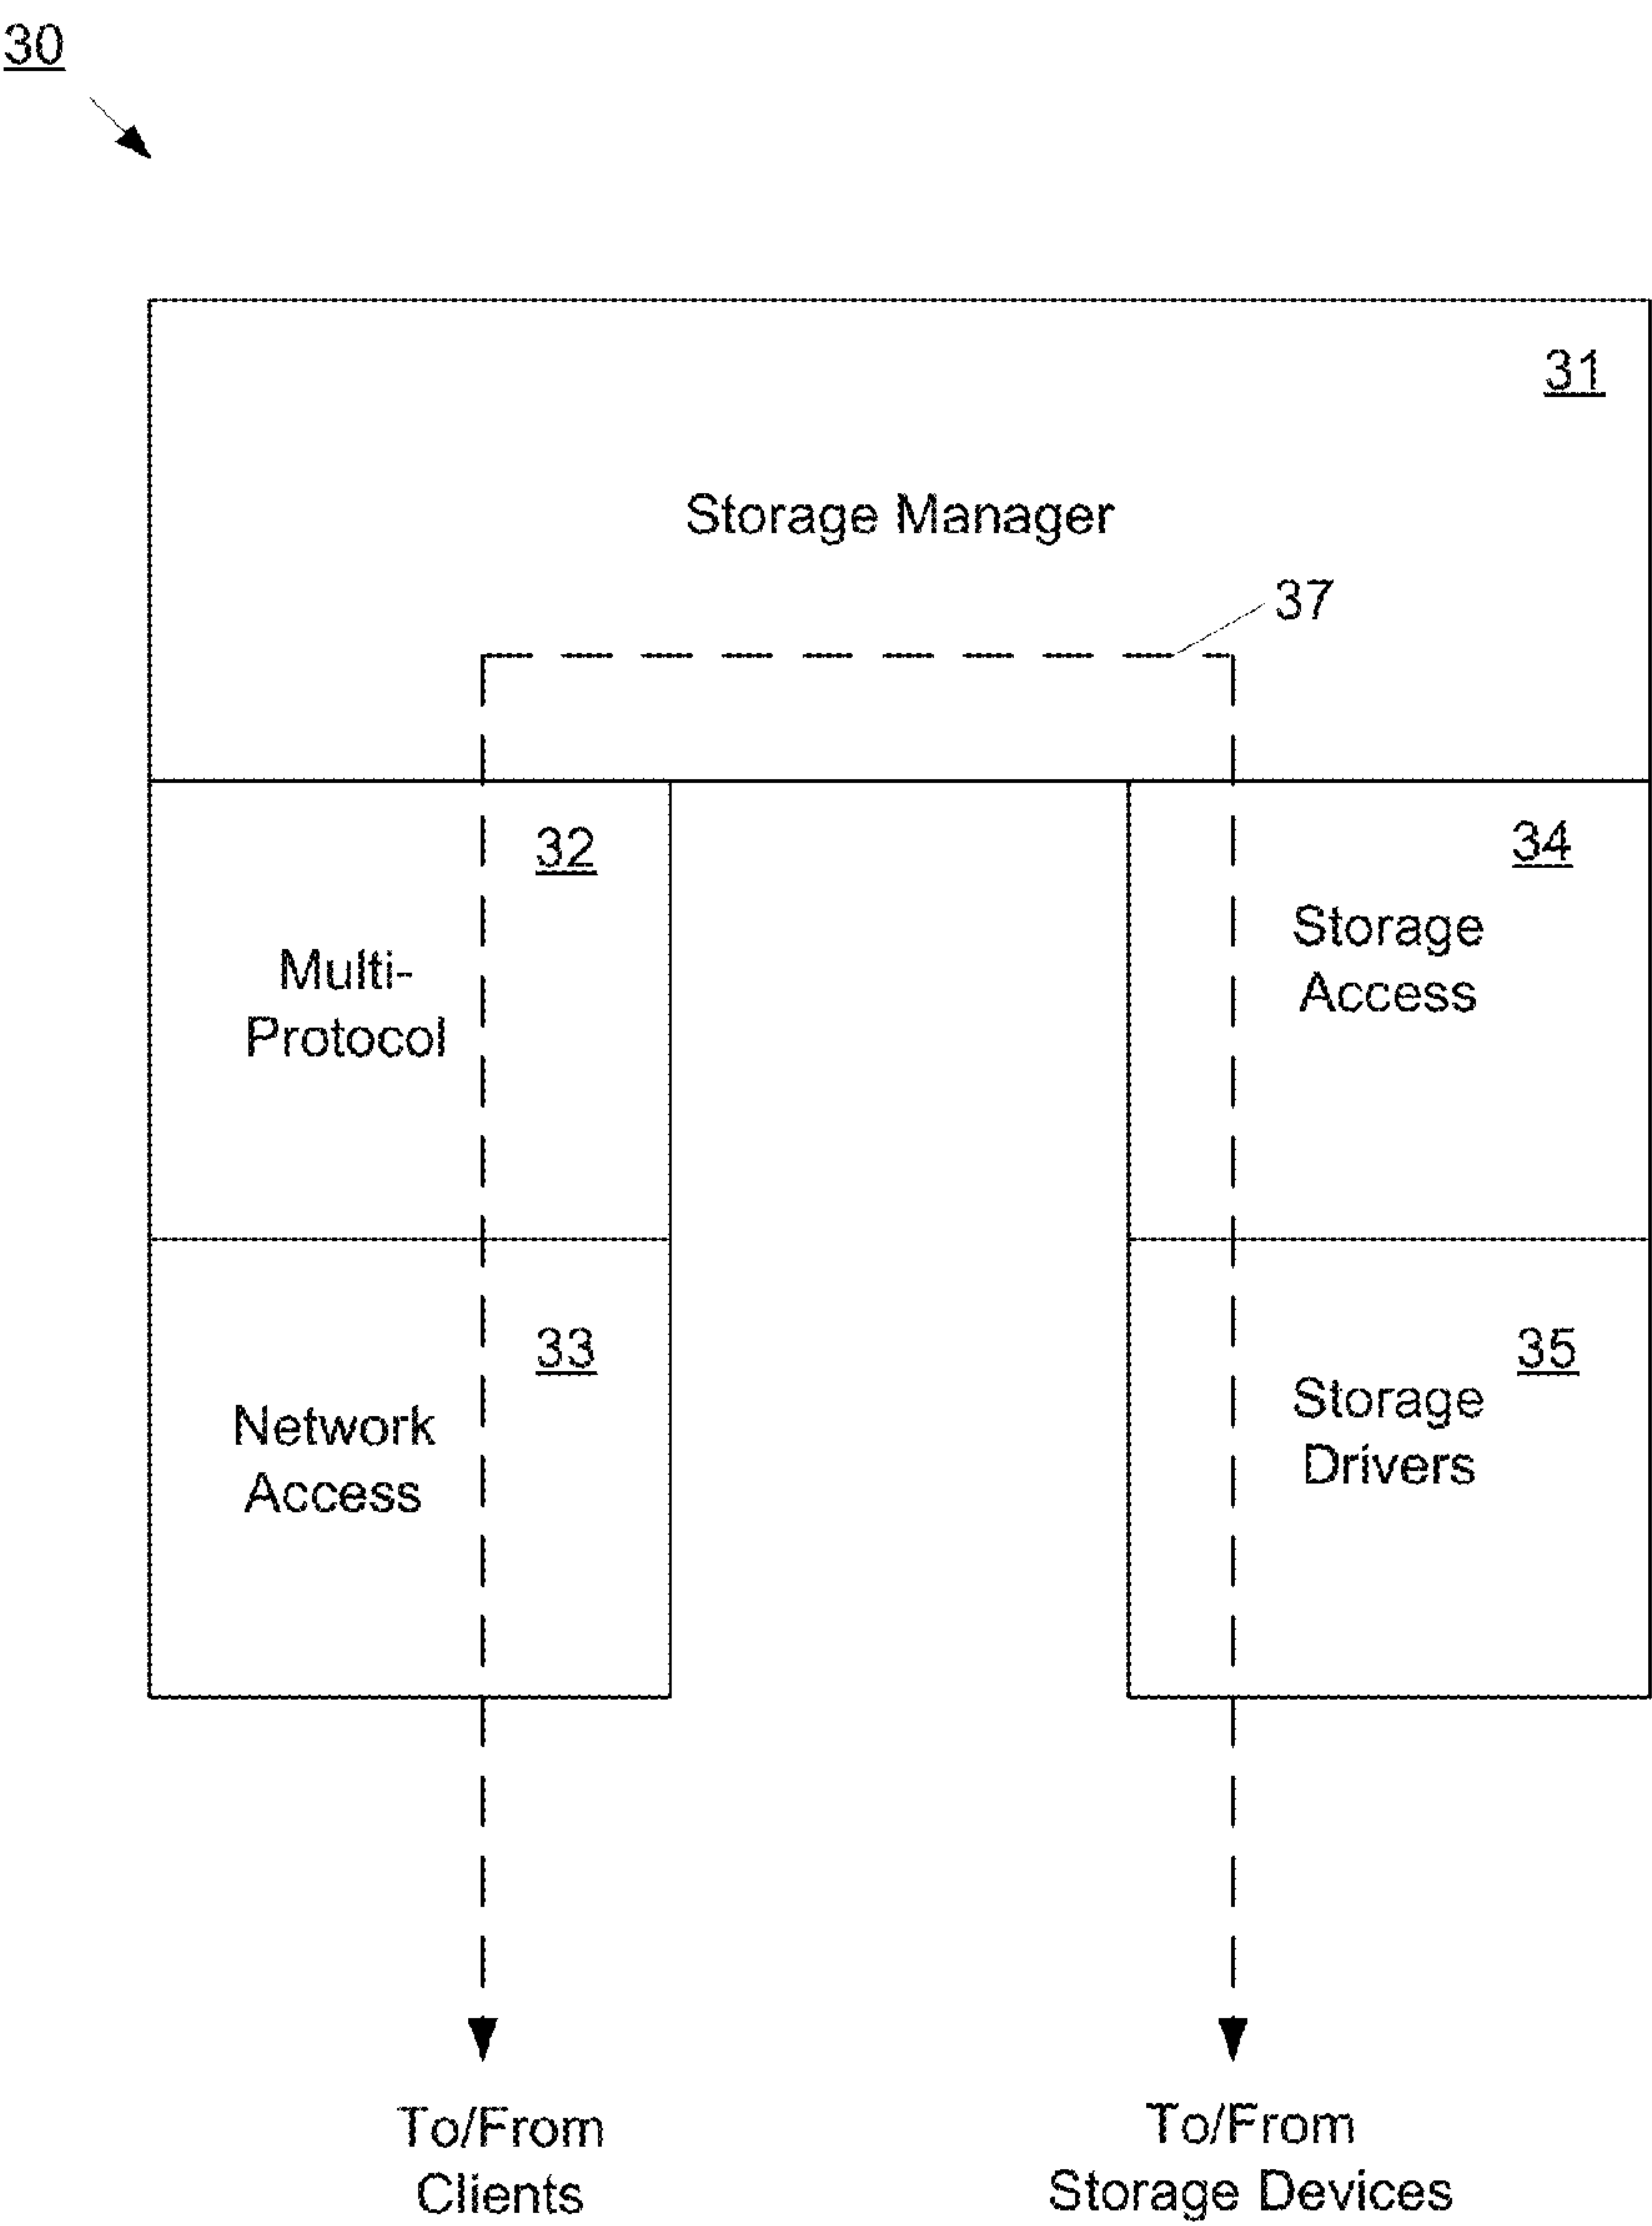 30
31
Storage Manager
37
32
Multi-
Protocol
34
Storage
Access
33
Network
Access
35
Storage
Drivers
To/From
Clients
To/From
Storage Devices